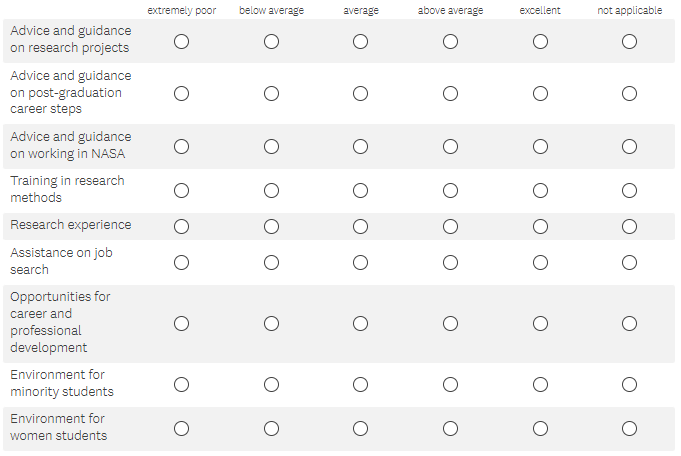 extremely poor below average average above average excellent not applicable
Advice and guidance
on research projects
Advice and guidance
on post-graduation
career steps
Advice and guidance
on working in NASA
Training in research
methods
Research experience
Assistance on job
search
Opportunities for
career and
professional
development
Environment for
minority students
Environment for
women students